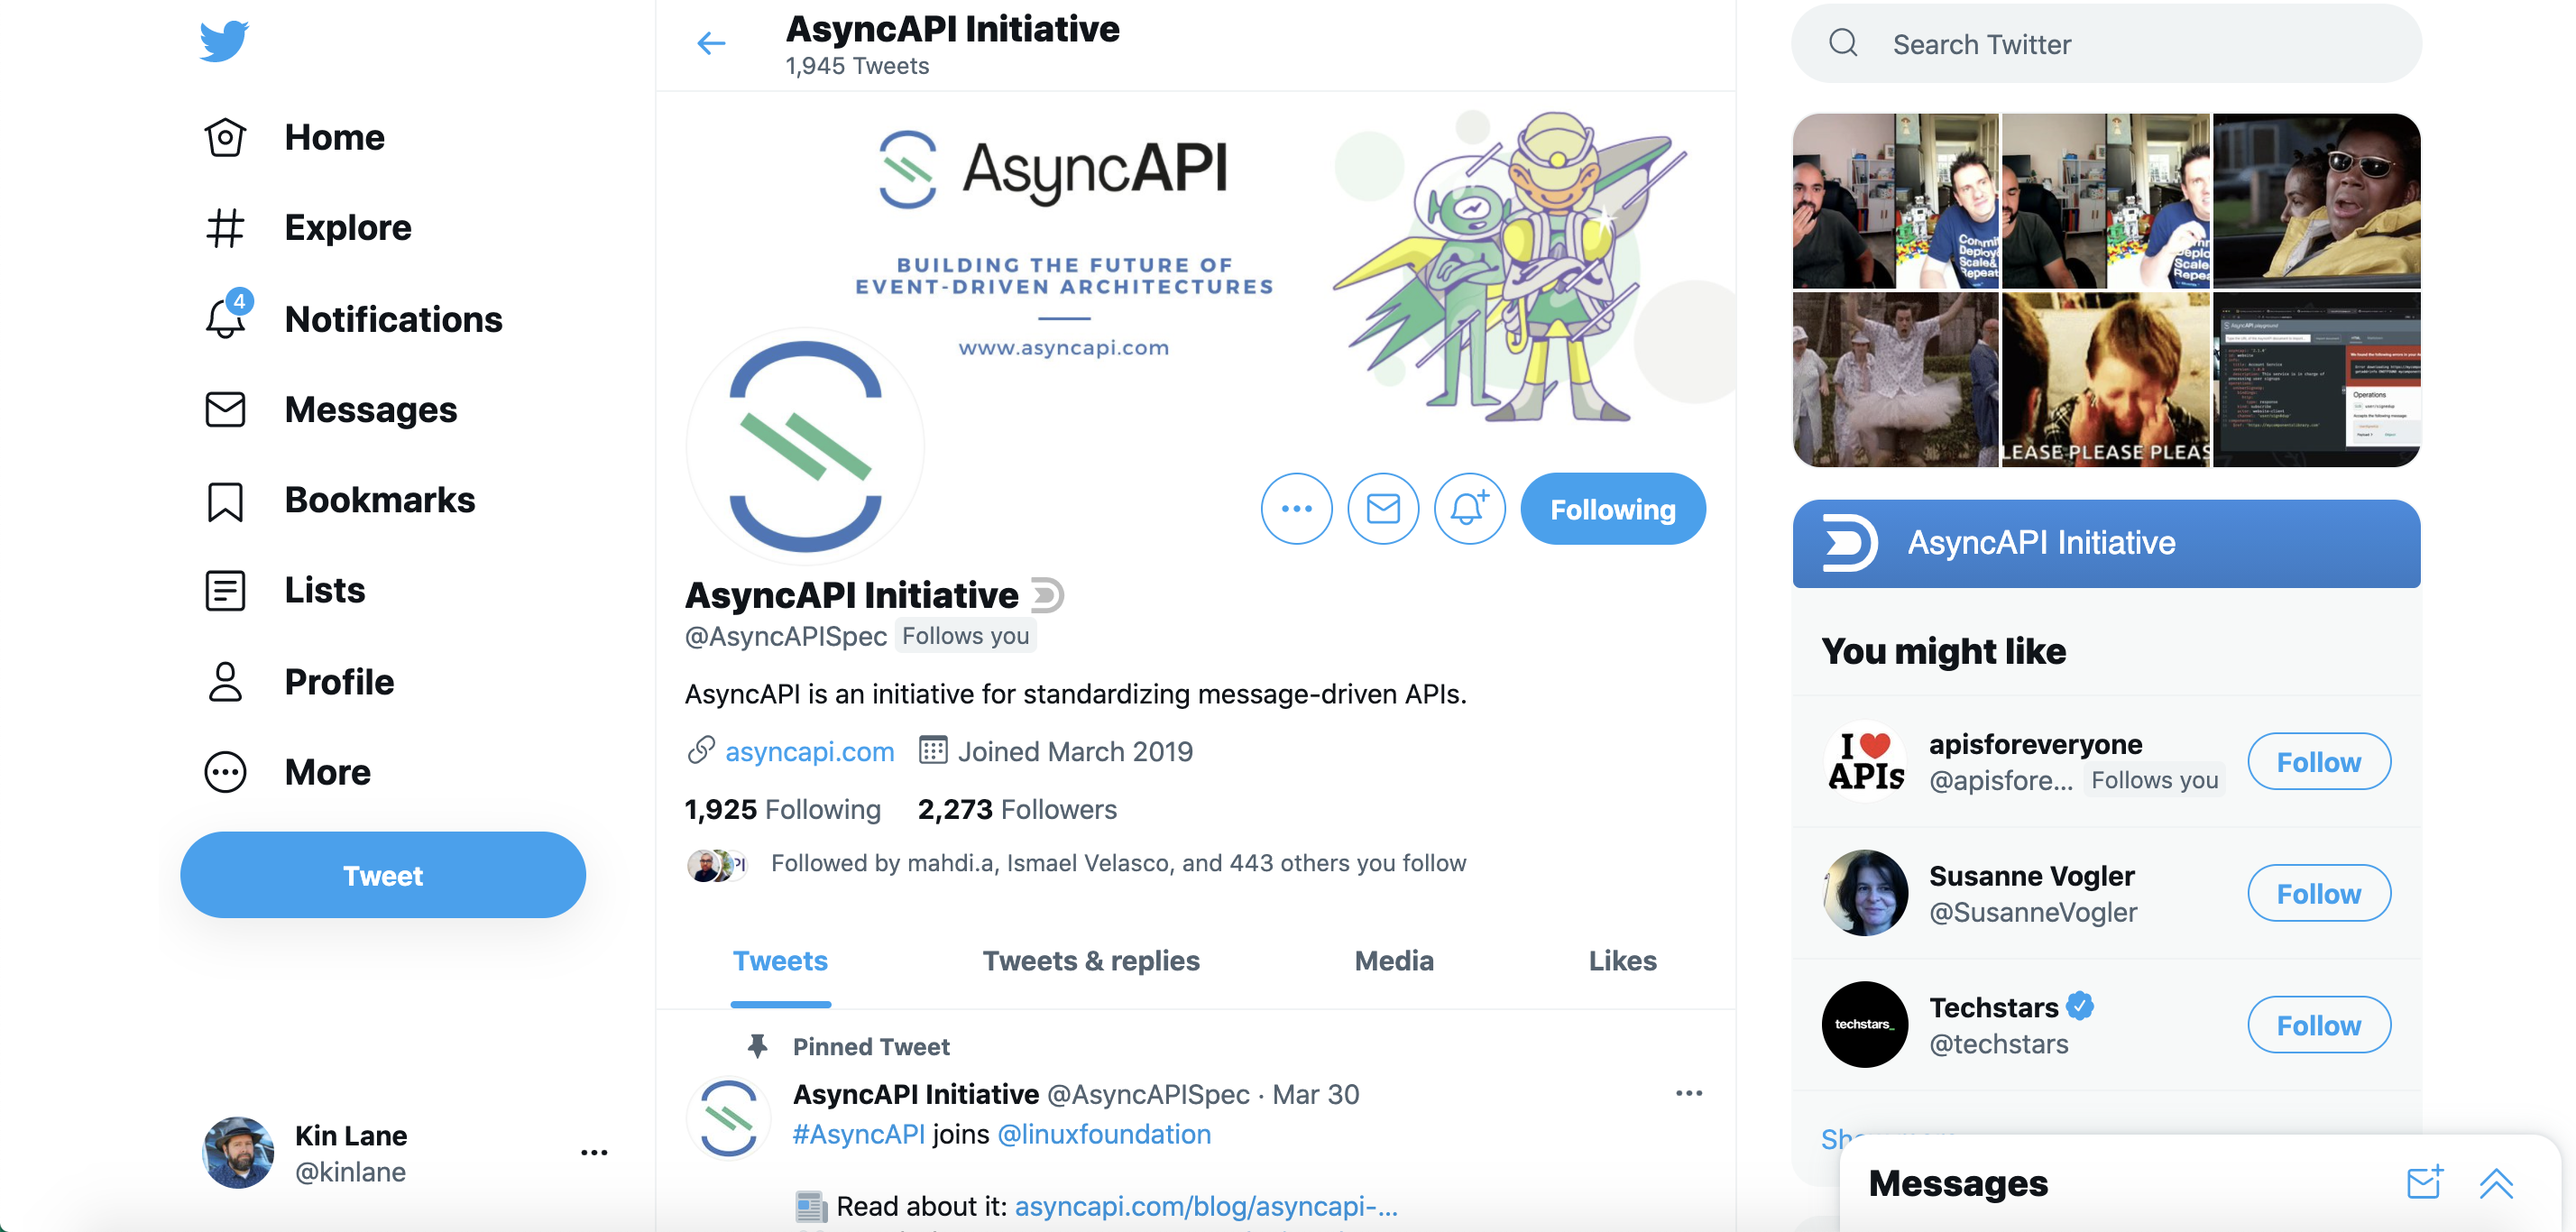 Home
Explore
4
Notifications
Messages
Bookmarks
Lists
Profile
More
Tweet
Kin Lane
@kinlane
AsyncAPI Initiative
1,945 Tweets
AsyncAPI
BUILDING THE FUTURE OF
EVENT-DRIVEN ARCHITECTURES
www.asyncapi.com
Following
AsyncAPI Initiative
@AsyncAPISpec Follows you
AsyncAPI is an initiative for standardizing message-driven APIs.
asyncapi.com Joined March 2019
1,925 Following 2,273 Followers
Followed by mahdi.a, Ismael Velasco, and 443 others you follow
Tweets Tweets & replies Media Likes
Pinned Tweet
AsyncAPI Initiative @AsyncAPISpec · Mar 30
#AsyncAPI joins @linuxfoundation
Read about it: asyncapi.com/blog/asyncapi-...
Search Twitter
LEASE PLEASE PLEAS
Operations
AsyncAPI Initiative
You might like
I ❤ APIs
apisforeveryone
@apisfore... Follows you
Follow
Susanne Vogler
@SusanneVogler
Follow
techstars_
Techstars
@techstars
Follow
Messages